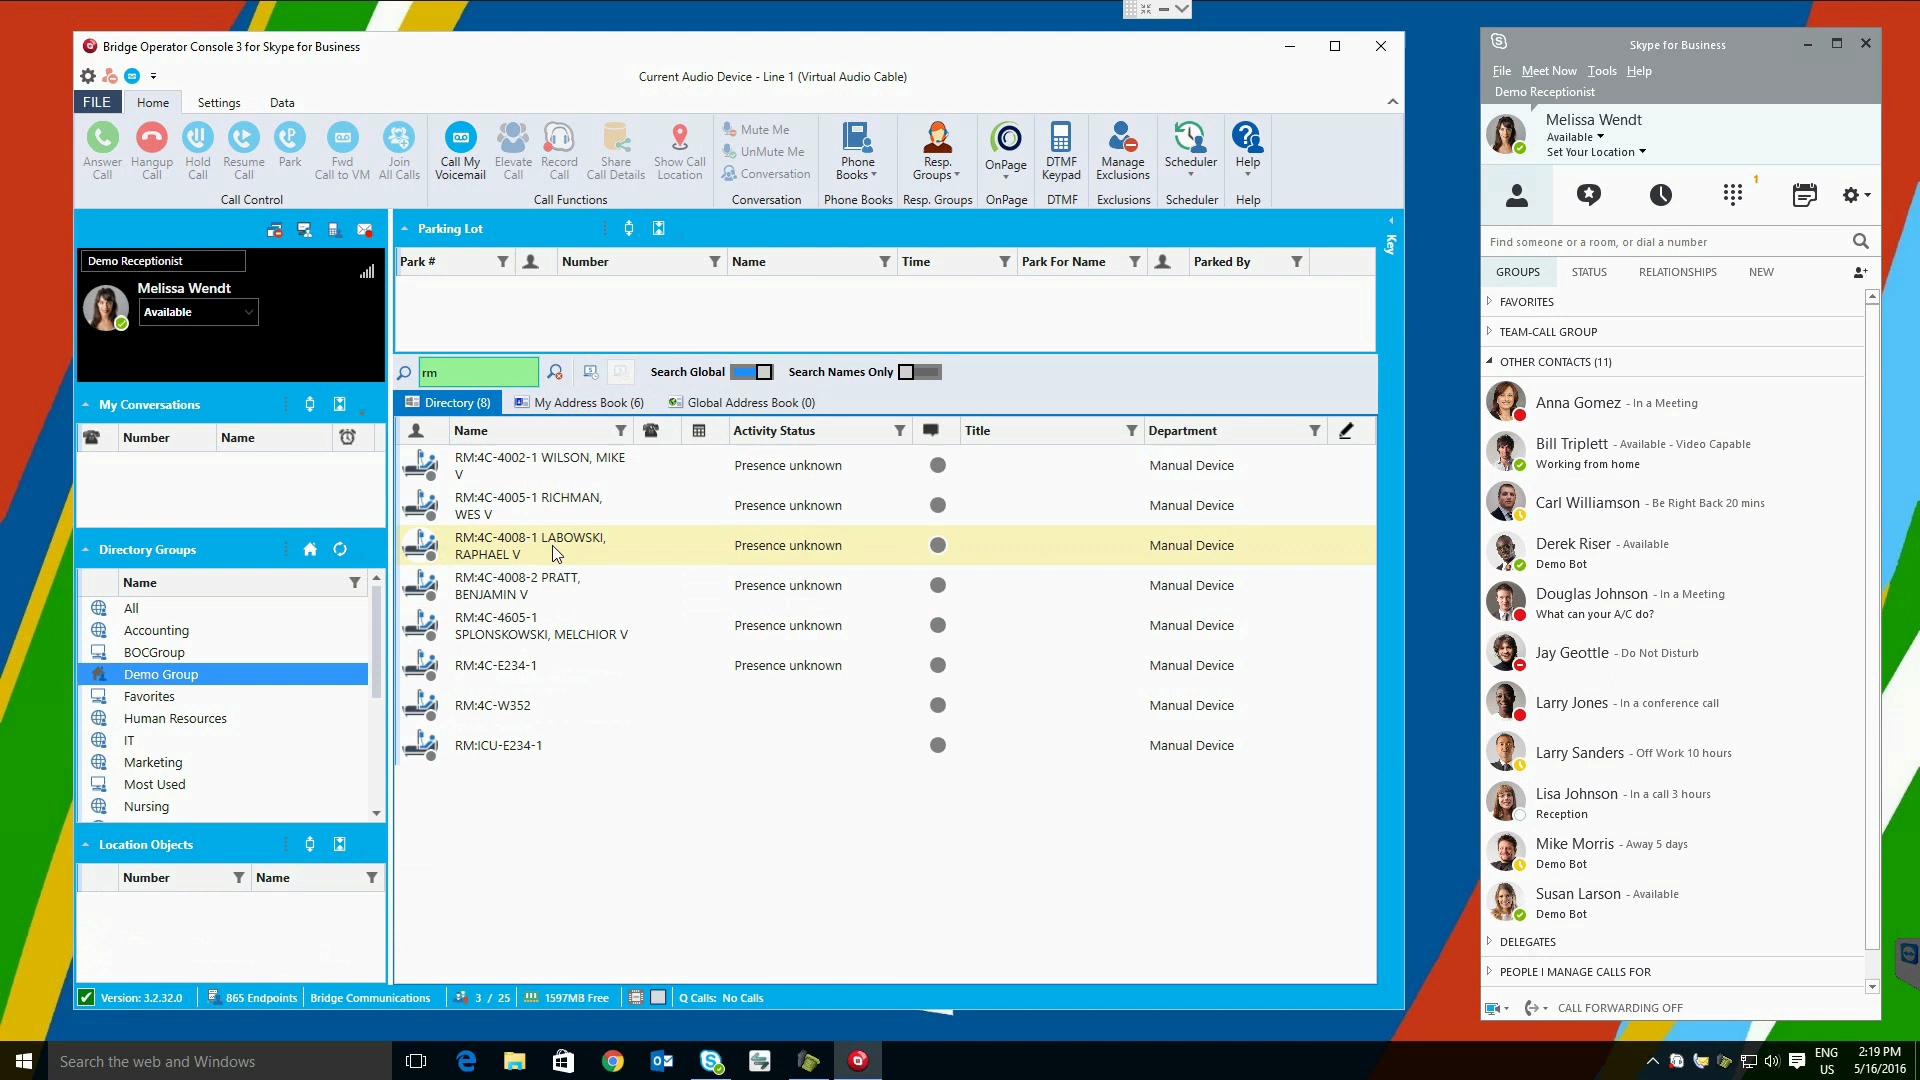 Bridge Operator Console 3 for Skype for Business
Current Audio Device - Line 1 (Virtual Audio Cable)
FILE Home Settings Data
Answer Call
Hangup Call
Hold Call
Resume Call
Park
Fwd Call to VM
Join All Calls
Call Control
Call My Voicemail
Elevate Call
Record Call
Share Call Details
Show Call Location
Call Functions
Mute Me
UnMute Me
Conversation
Conversation
Phone Books
Phone Books
Resp. Groups
Resp. Groups
OnPage
OnPage
DTMF Keypad
DTMF
Manage Exclusions
Exclusions
Scheduler
Scheduler
Help
Help
Demo Receptionist
Melissa Wendt
Available
My Conversations
Number Name
Directory Groups
Name
All
Accounting
BOCGroup
Demo Group
Favorites
Human Resources
IT
Marketing
Most Used
Nursing
Location Objects
Number Name
Parking Lot
Key
Park # Number Name Time Park For Name Parked By
rm
Search Global Search Names Only
Directory (8) My Address Book (6) Global Address Book (0)
Name Activity Status Title Department
RM:4C-4002-1 WILSON, MIKE
V
Presence unknown Manual Device
RM:4C-4005-1 RICHMAN,
WES V
Presence unknown Manual Device
RM:4C-4008-1 LABOWSKI,
RAPHAEL V
Presence unknown Manual Device
RM:4C-4008-2 PRATT,
BENJAMIN V
Presence unknown Manual Device
RM:4C-4605-1
SPLONSKOWSKI, MELCHIOR V
Presence unknown Manual Device
RM:4C-E234-1 Presence unknown Manual Device
RM:4C-W352 Manual Device
RM:ICU-E234-1 Manual Device
Version: 3.2.32.0 865 Endpoints Bridge Communications 3 / 25 1597MB Free Q Calls: No Calls
Skype for Business
File Meet Now Tools Help
Demo Receptionist
Melissa Wendt
Available
Set Your Location
1
Find someone or a room, or dial a number
GROUPS STATUS RELATIONSHIPS NEW
FAVORITES
TEAM-CALL GROUP
OTHER CONTACTS (11)
Anna Gomez - In a Meeting
Bill Triplett - Available - Video Capable
Working from home
Carl Williamson - Be Right Back 20 mins
Derek Riser - Available
Demo Bot
Douglas Johnson - In a Meeting
What can your A/C do?
Jay Geottle - Do Not Disturb
Larry Jones - In a conference call
Larry Sanders - Off Work 10 hours
Lisa Johnson - In a call 3 hours
Reception
Mike Morris - Away 5 days
Demo Bot
Susan Larson - Available
Demo Bot
DELEGATES
PEOPLE I MANAGE CALLS FOR
CALL FORWARDING OFF
Search the web and Windows
ENG
US
2:19 PM
5/16/2016